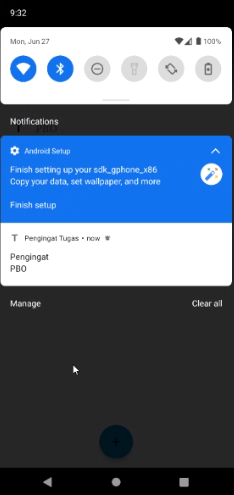 9:32
Mon, Jun 27
100%
Notifications
Android Setup
Finish setting up your sdk_gphone_x86
Copy your data, set wallpaper, and more
Finish setup
T Pengingat Tugas • now
Pengingat
PBO
Manage
Clear all